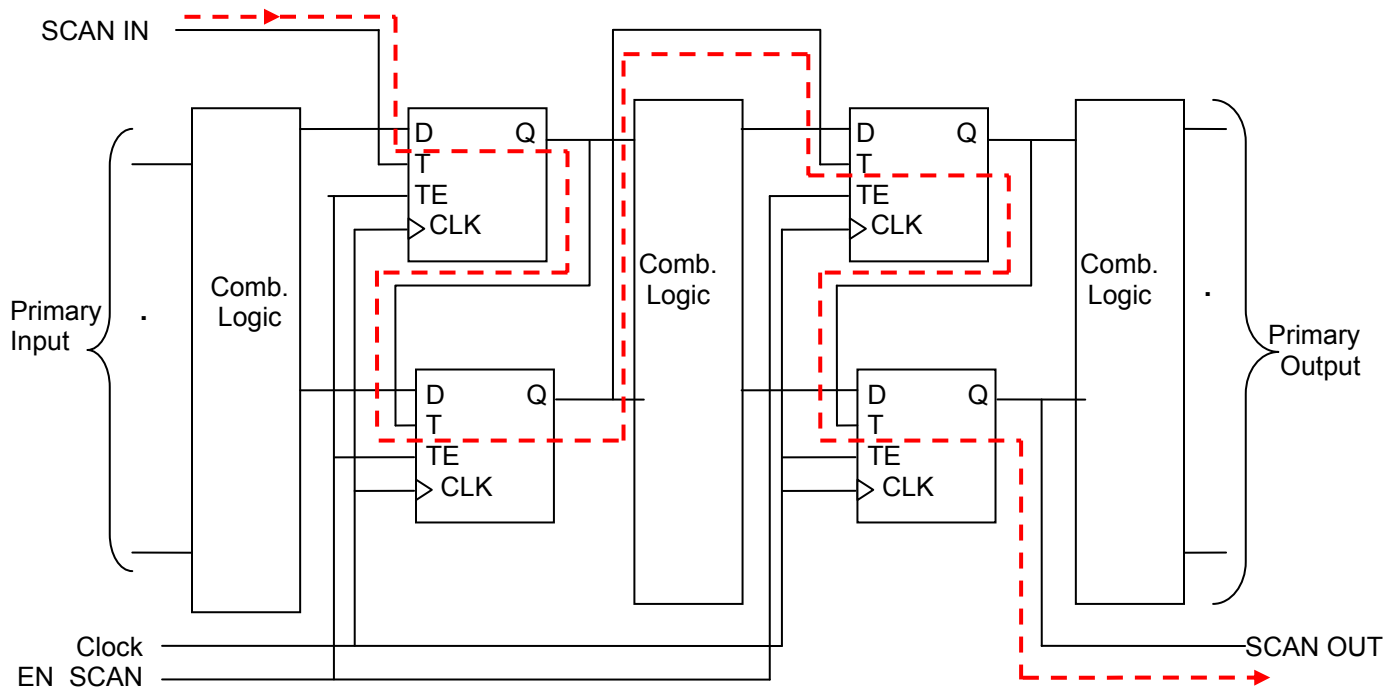 SCAN IN
D Q
T
TE
CLK
D Q
T
TE
CLK
Comb.
Logic
Comb.
Logic
Comb.
Logic
Primary
Input
.
.
Primary
Output
D Q
T
TE
CLK
D Q
T
TE
CLK
Clock
EN SCAN
SCAN OUT